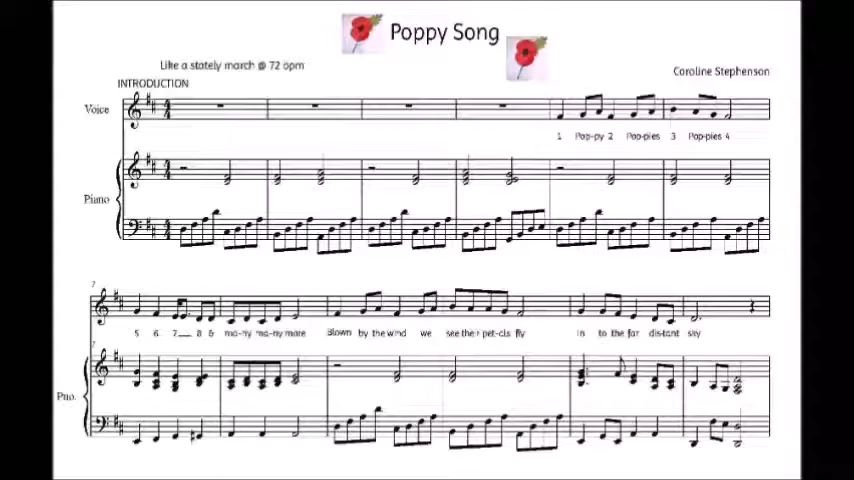 Poppy Song
Like a stately march @ 72 bpm
Caroline Stephenson
INTRODUCTION
Voice
1 Pop-py 2 Pop-pies 3 Pop-pies 4
Piano
7
5 6 7__ 8 & ma-ny ma-ny more Blown by the wind we see their pet-als fly in to the far distant sky
7
Pno.